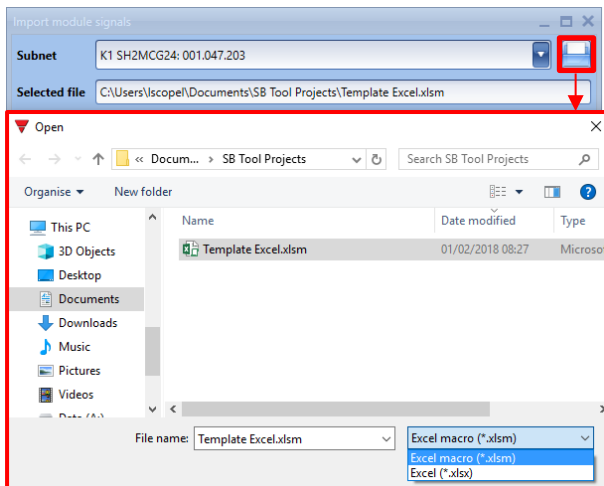 Import module signals
Subnet K1 SH2MCG24: 001.047.203
Selected file C:\Users\lscopel\Documents\SB Tool Projects\Template Excel.xlsm
Open
« Docum... > SB Tool Projects Search SB Tool Projects
Organise New folder ?
Name Date modified Type
This PC
Template Excel.xlsm 01/02/2018 08:27 Microso
3D Objects
Desktop
Documents
Downloads
Music
Pictures
Videos
Data (A:)
File name: Template Excel.xlsm Excel macro (*.xlsm)
Excel macro (*.xlsm)
Excel (*.xlsx)